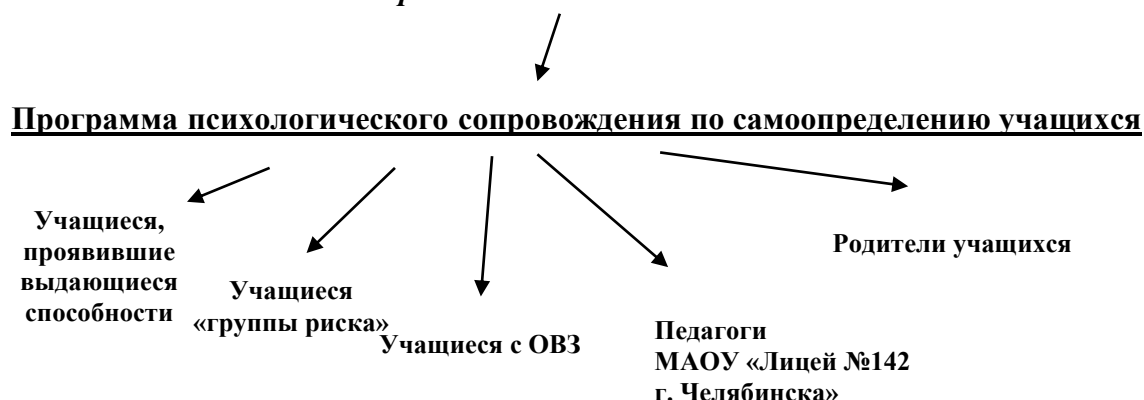 Программа психологического сопровождения по самоопределению учащихся
Учащиеся,
проявившие
выдающиеся
способности
Учащиеся
«группы риска»
Учащиеся с ОВЗ
Педагоги
МАОУ «Лицей №142
г. Челябинска»
Родители учащихся